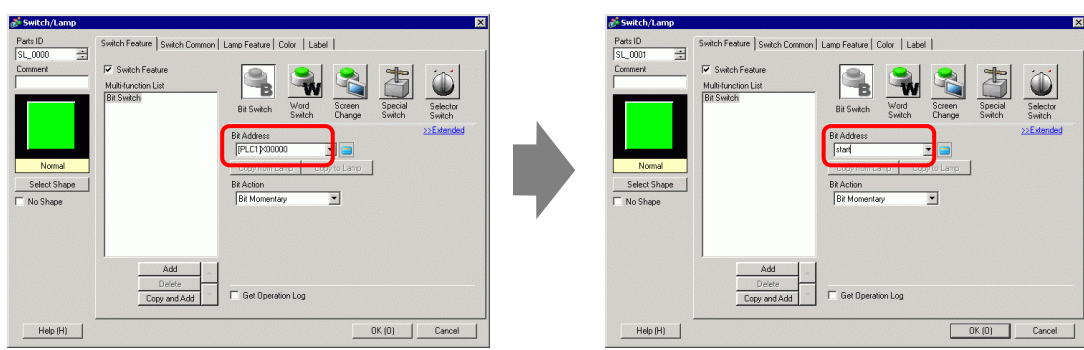 Switch/Lamp
Parts ID
SL_0000
Comment
Normal
Select Shape
No Shape
Switch Feature Switch Common Lamp Feature Color Label
Switch Feature
Multi-function List
Bit Switch
Bit Switch
Word Switch
Screen Change
Special Switch
Selector Switch
>>Extended
Bit Address
[PLC1]X00000
Copy from Lamp Copy to Lamp
Bit Action
Bit Momentary
Add
Delete
Copy and Add
Get Operation Log
Help (H)
OK (O)
Cancel
Switch/Lamp
Parts ID
SL_0001
Comment
Normal
Select Shape
No Shape
Switch Feature Switch Common Lamp Feature Color Label
Switch Feature
Multi-function List
Bit Switch
Bit Switch
Word Switch
Screen Change
Special Switch
Selector Switch
>>Extended
Bit Address
start
Copy from Lamp Copy to Lamp
Bit Action
Bit Momentary
Add
Delete
Copy and Add
Get Operation Log
Help (H)
OK (O)
Cancel